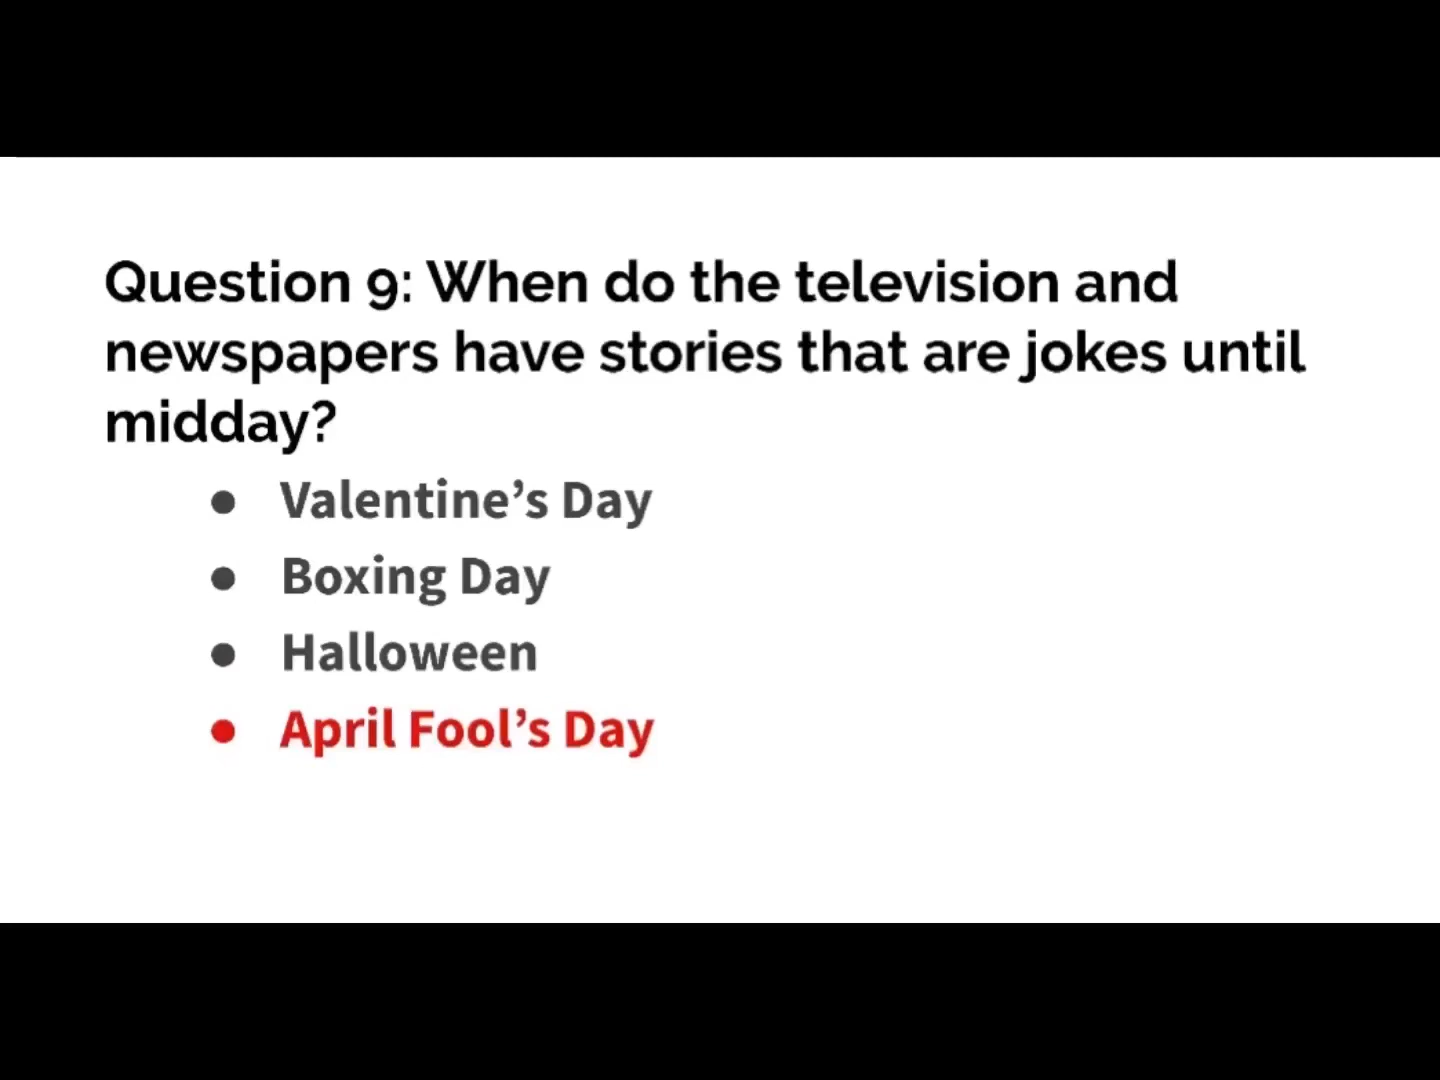 Question 9: When do the television and
newspapers have stories that are jokes until
midday?
● Valentine’s Day
● Boxing Day
● Halloween
● April Fool’s Day